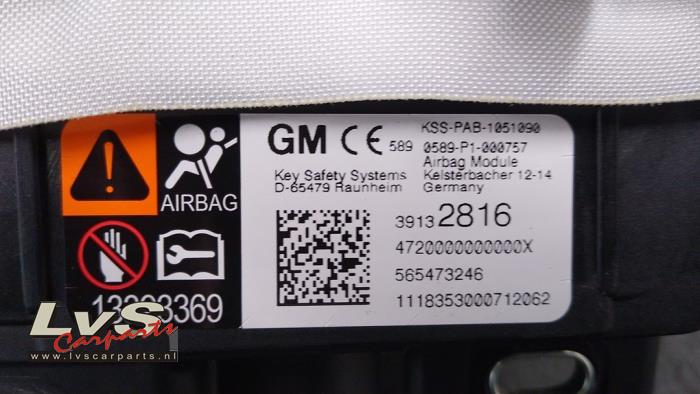 AIRBAG
GM CE 589
KSS-PAB-1051090
0589-P1-000757
Airbag Module
Key Safety Systems
Kelsterbacher 12-14
D-65479 Raunheim
Germany
3913 2816
4720000000000X
565473246
1118353000712062
LvS
Carparts
www.lvscarparts.nl